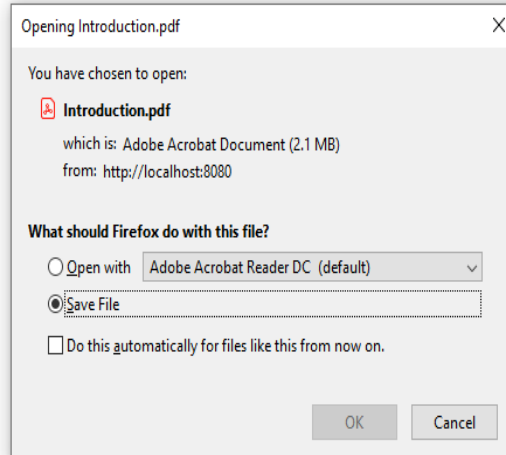 Opening Introduction.pdf
You have chosen to open:
Introduction.pdf
which is: Adobe Acrobat Document (2.1 MB)
from: http://localhost:8080
What should Firefox do with this file?
Open with Adobe Acrobat Reader DC (default)
Save File
Do this automatically for files like this from now on.
OK Cancel